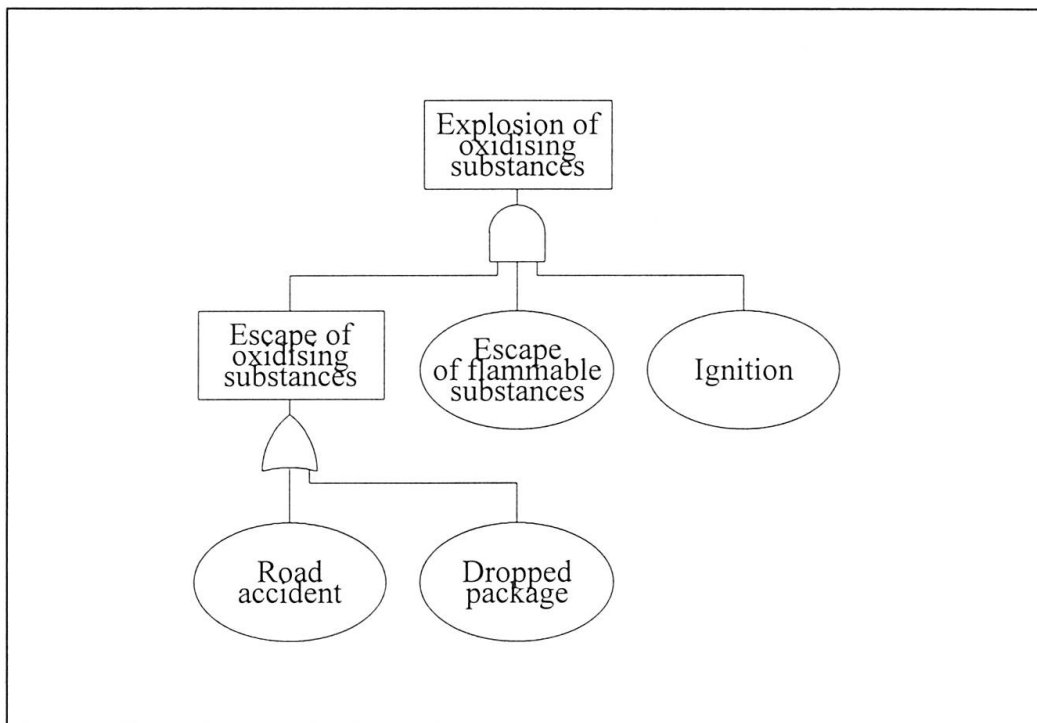 Explosion of
oxidising
substances
Escape of
oxidising
substances
Escape
of flammable
substances
Ignition
Road
accident
Dropped
package